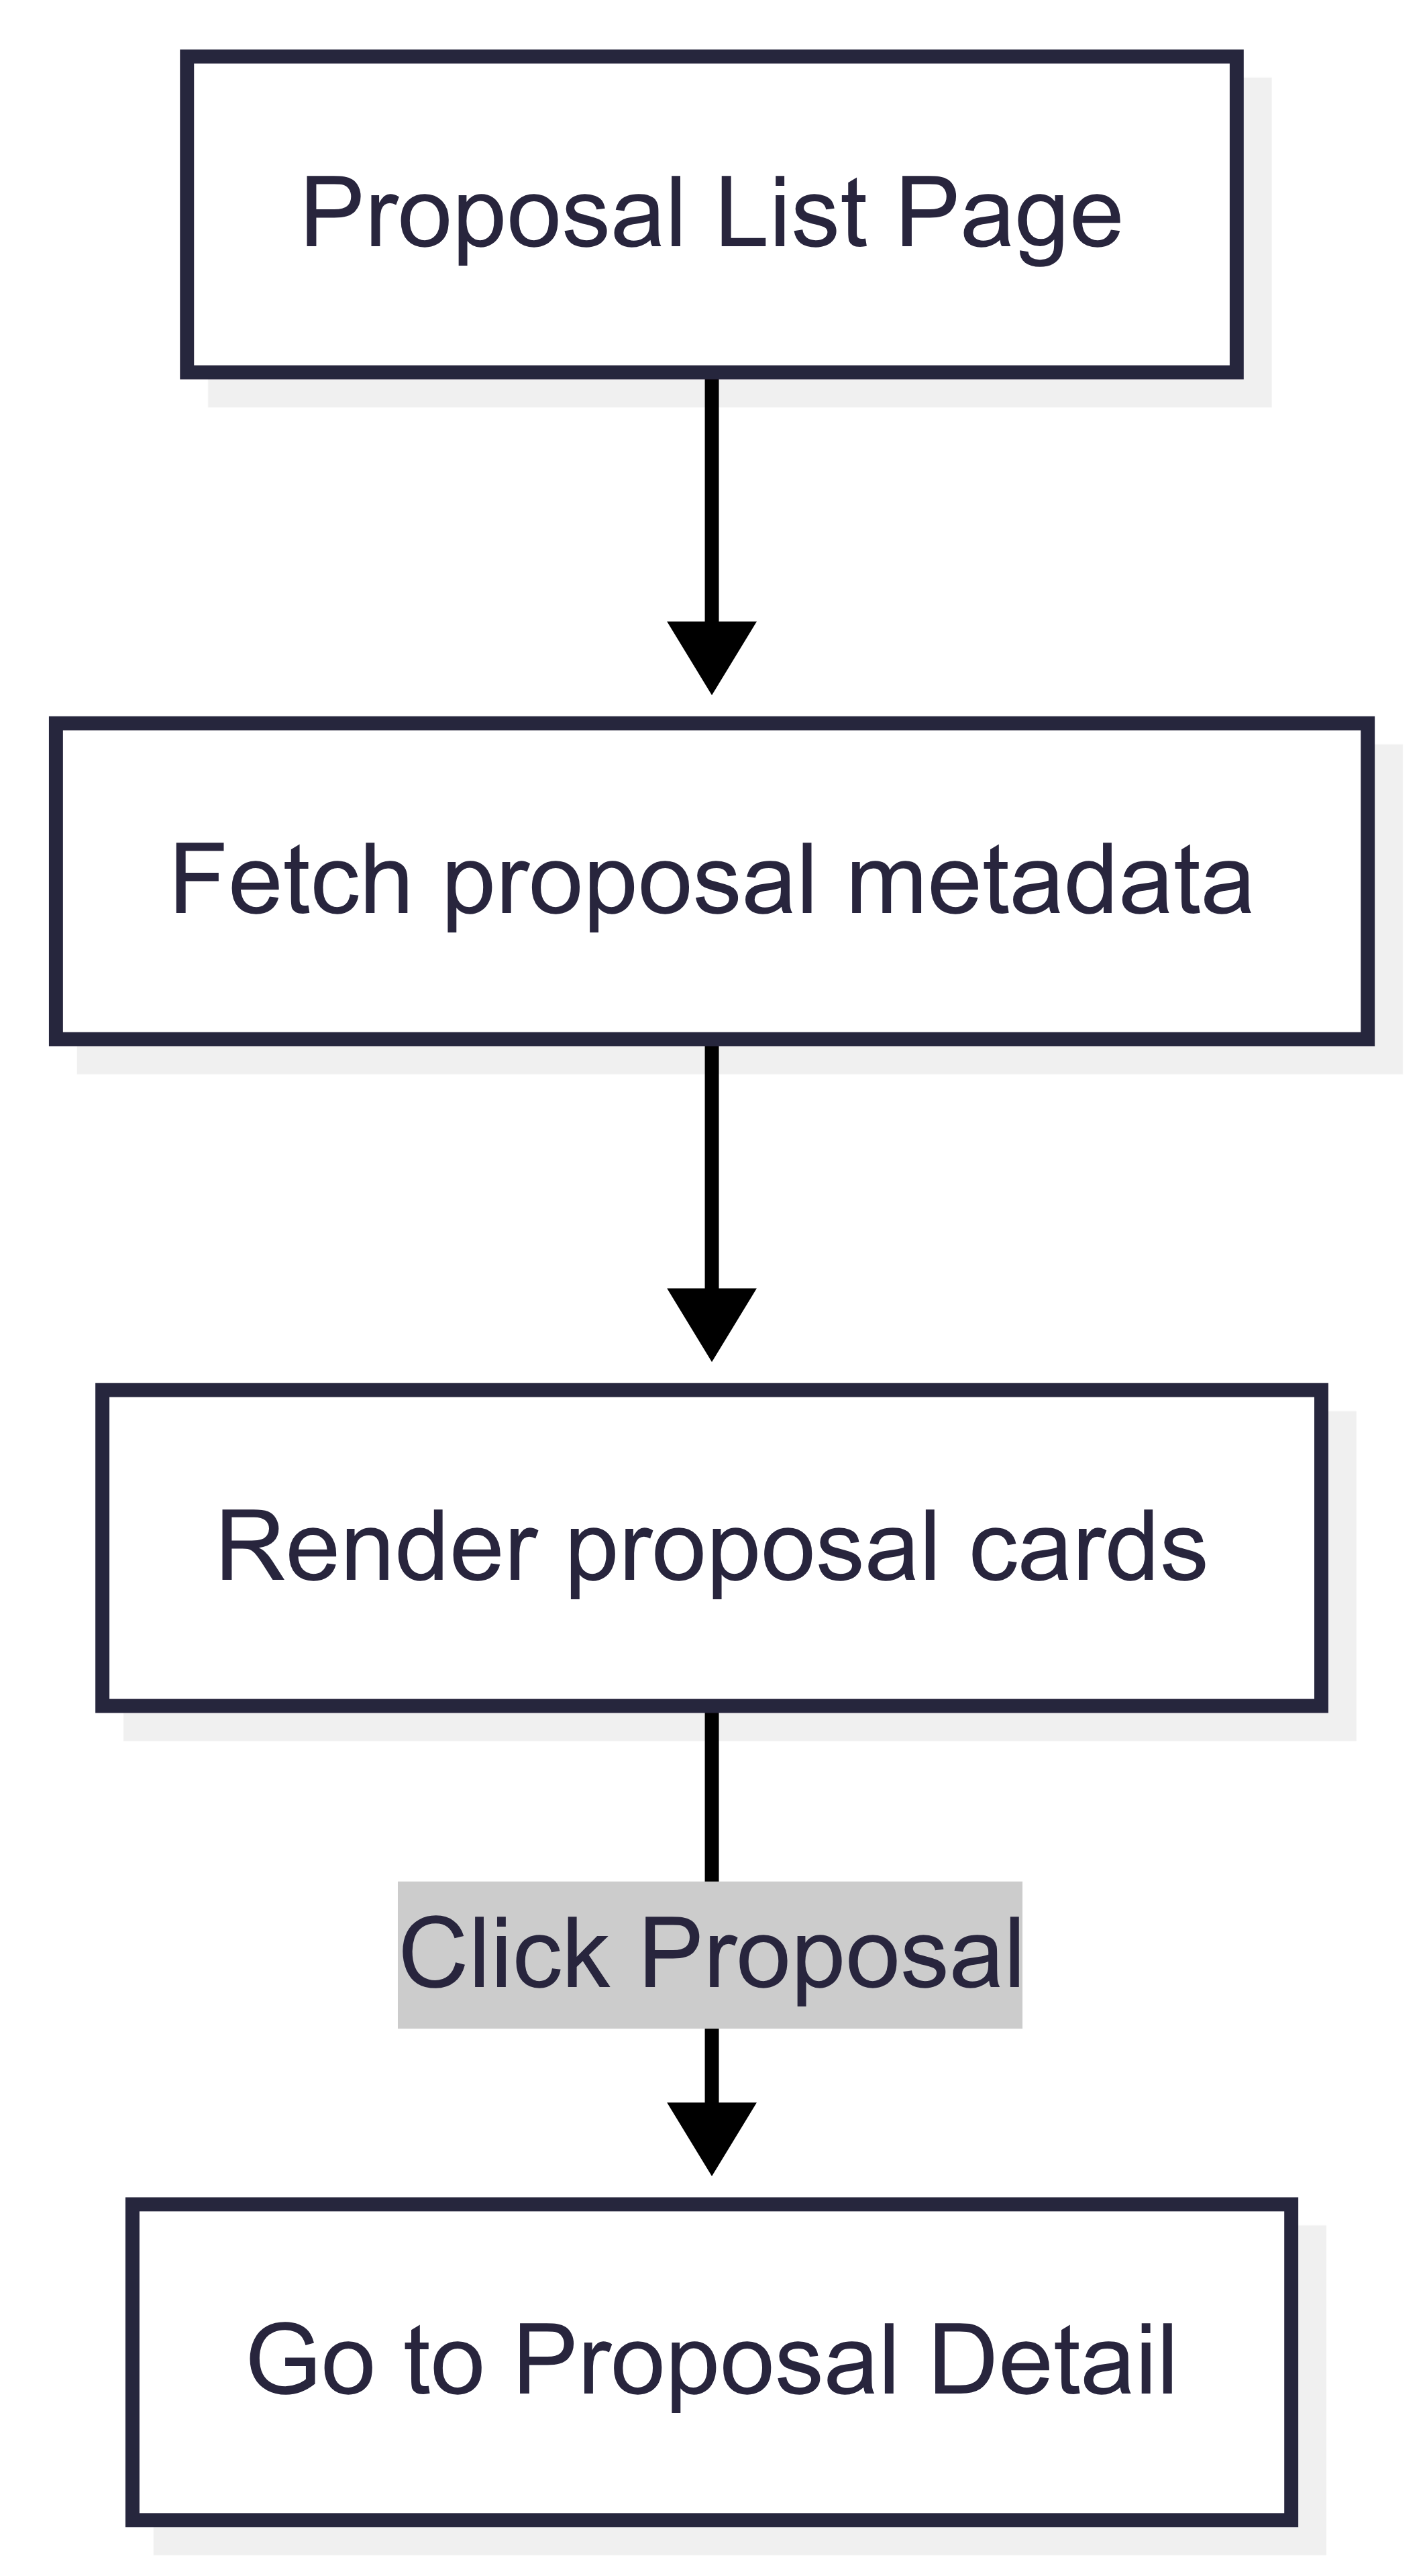 Proposal List Page
Fetch proposal metadata
Render proposal cards
Click Proposal
Go to Proposal Detail